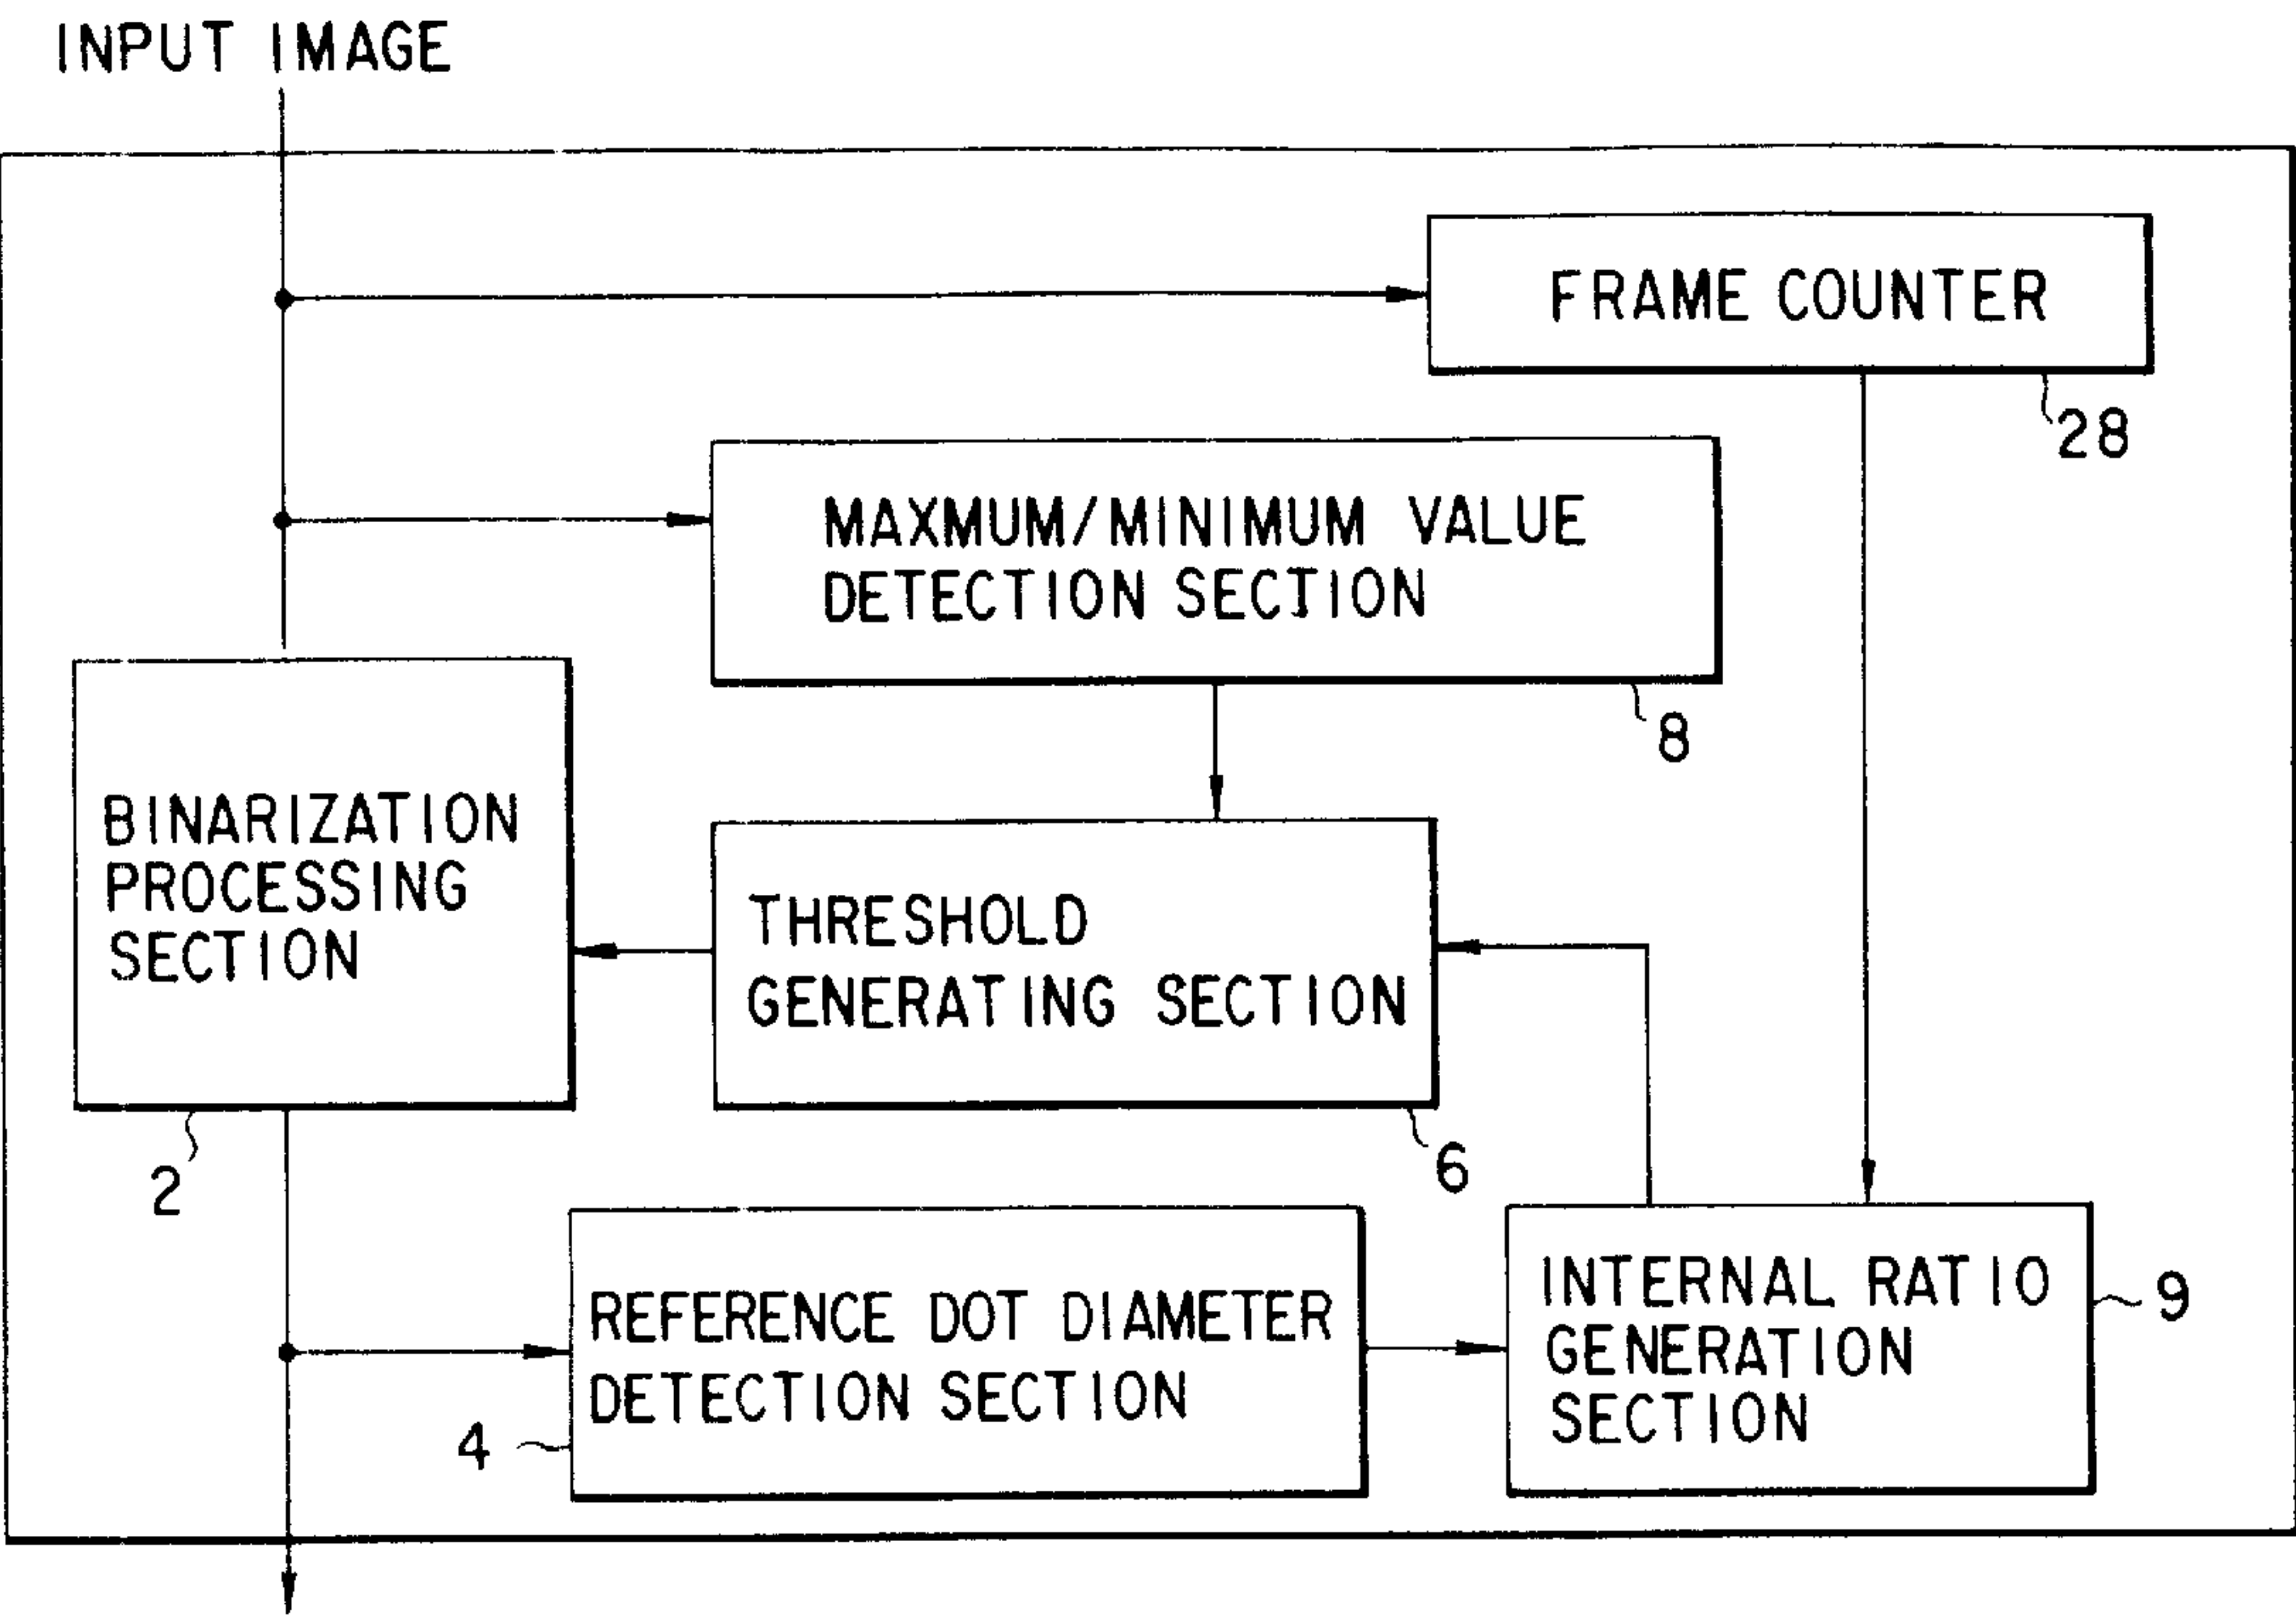 INPUT IMAGE
FRAME COUNTER
28
MAXMUM/MINIMUM VALUE
DETECTION SECTION
8
BINARIZATION
PROCESSING
SECTION
2
THRESHOLD
GENERATING SECTION
6
REFERENCE DOT DIAMETER
DETECTION SECTION
4
INTERNAL RATIO
GENERATION
SECTION
9